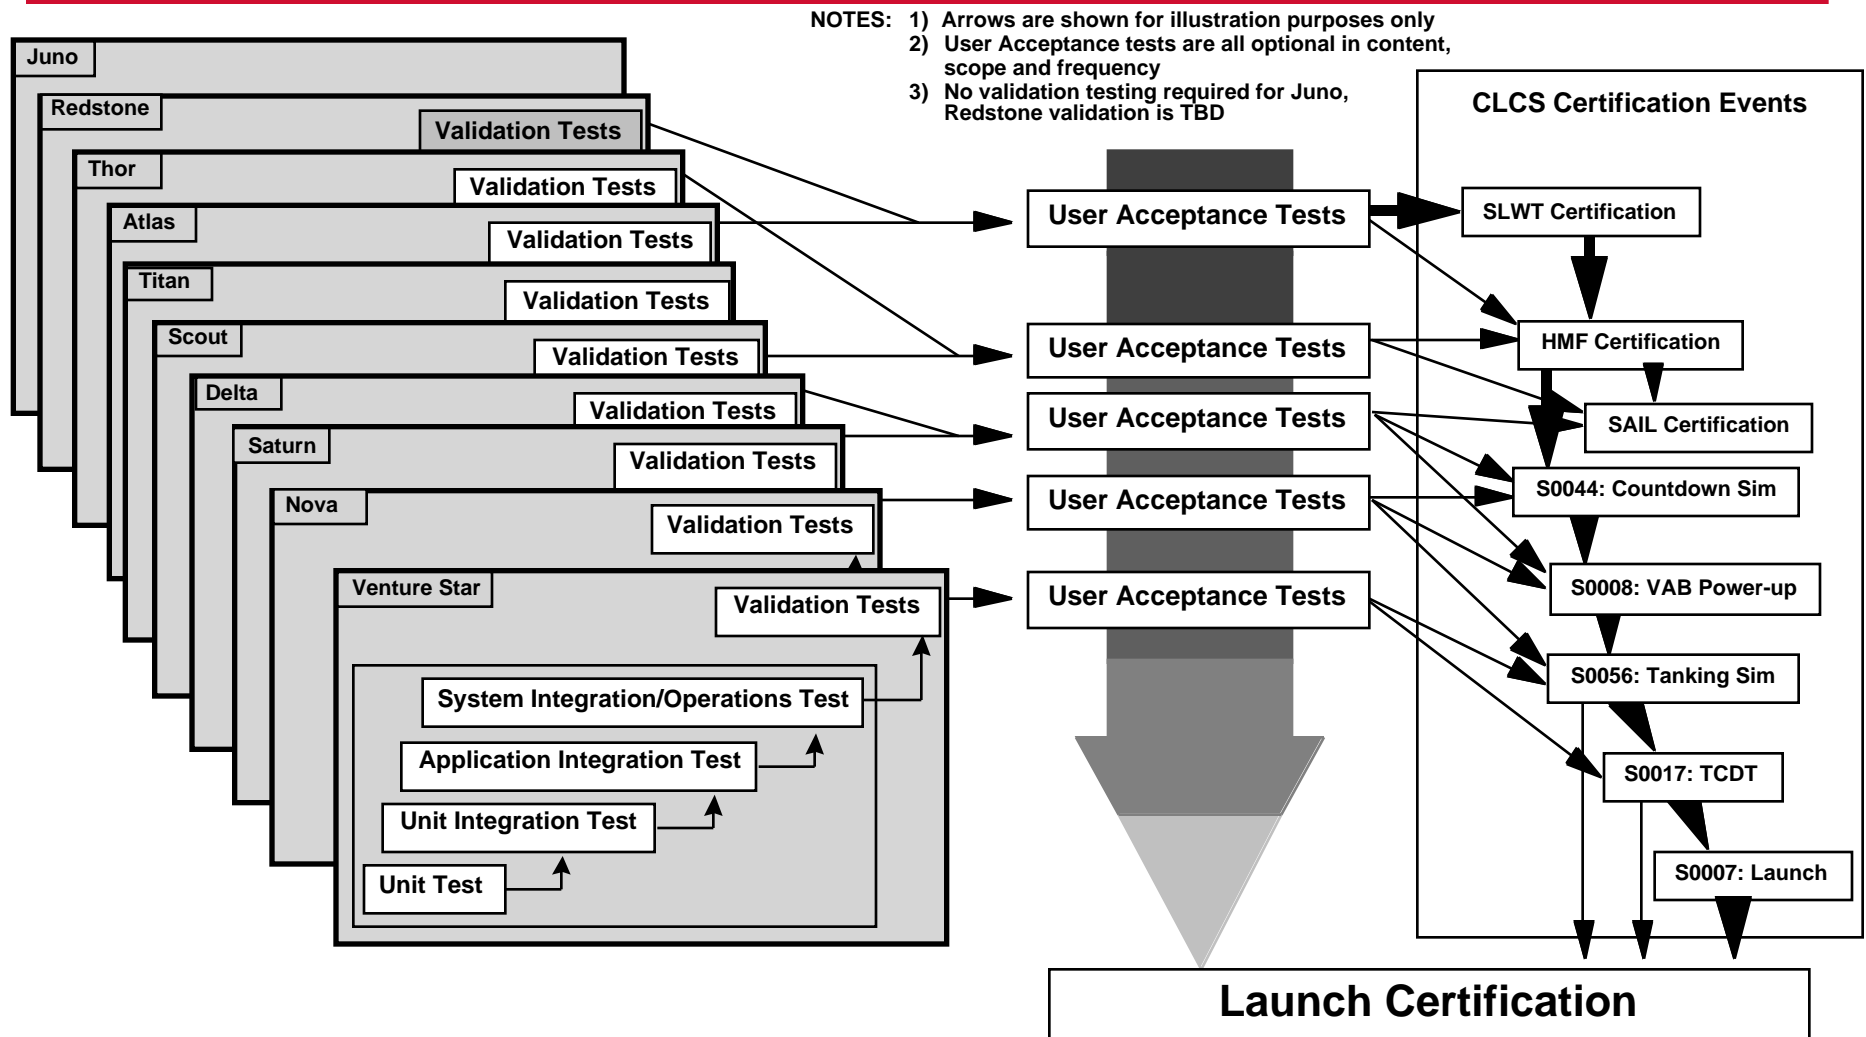 NOTES: 1) Arrows are shown for illustration purposes only
2) User Acceptance tests are all optional in content,
scope and frequency
3) No validation testing required for Juno,
Redstone validation is TBD
Juno
Redstone
Validation Tests
Thor
Validation Tests
Atlas
Validation Tests
Titan
Validation Tests
Scout
Validation Tests
Delta
Validation Tests
Saturn
Validation Tests
Nova
Validation Tests
Venture Star
Validation Tests
System Integration/Operations Test
Application Integration Test
Unit Integration Test
Unit Test
User Acceptance Tests
User Acceptance Tests
User Acceptance Tests
User Acceptance Tests
User Acceptance Tests
CLCS Certification Events
SLWT Certification
HMF Certification
SAIL Certification
S0044: Countdown Sim
S0008: VAB Power-up
S0056: Tanking Sim
S0017: TCDT
S0007: Launch
Launch Certification